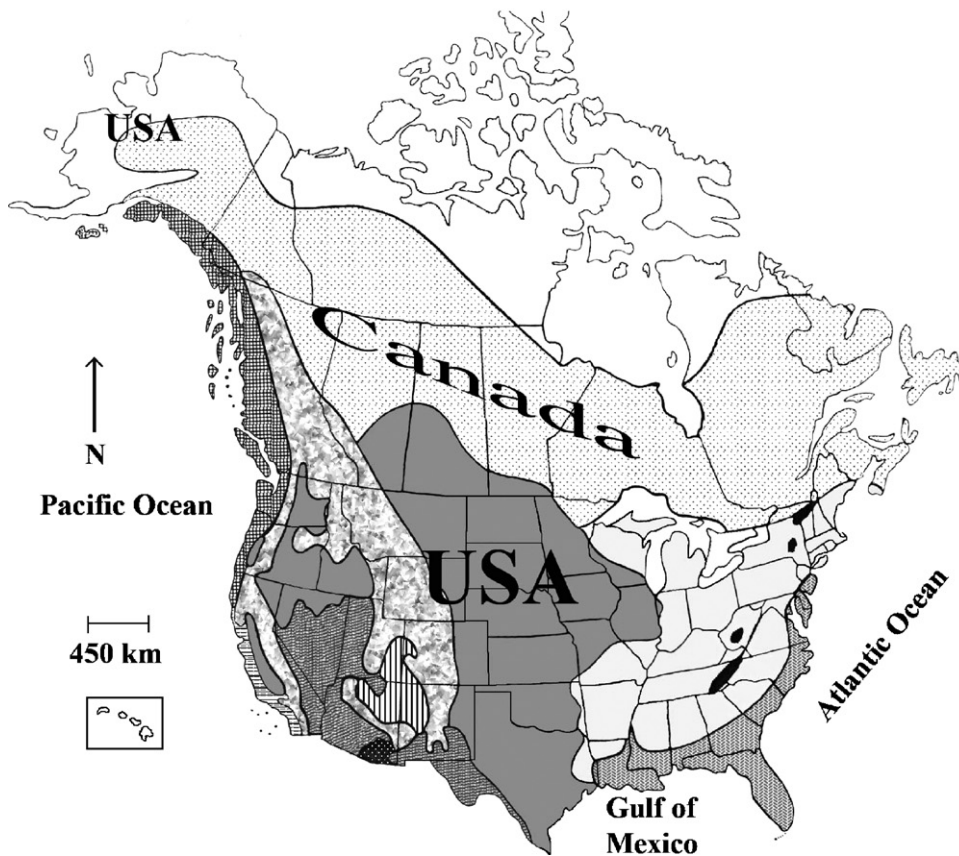 USA
Canada
N
Pacific Ocean
USA
450 km
Atlantic Ocean
Gulf of
Mexico